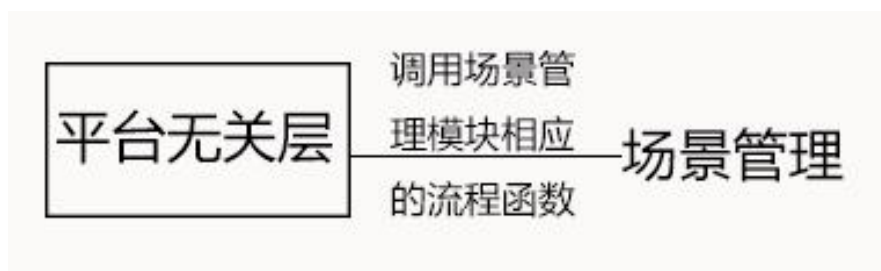 平台无关层
调用场景管
理模块相应
的流程函数
场景管理